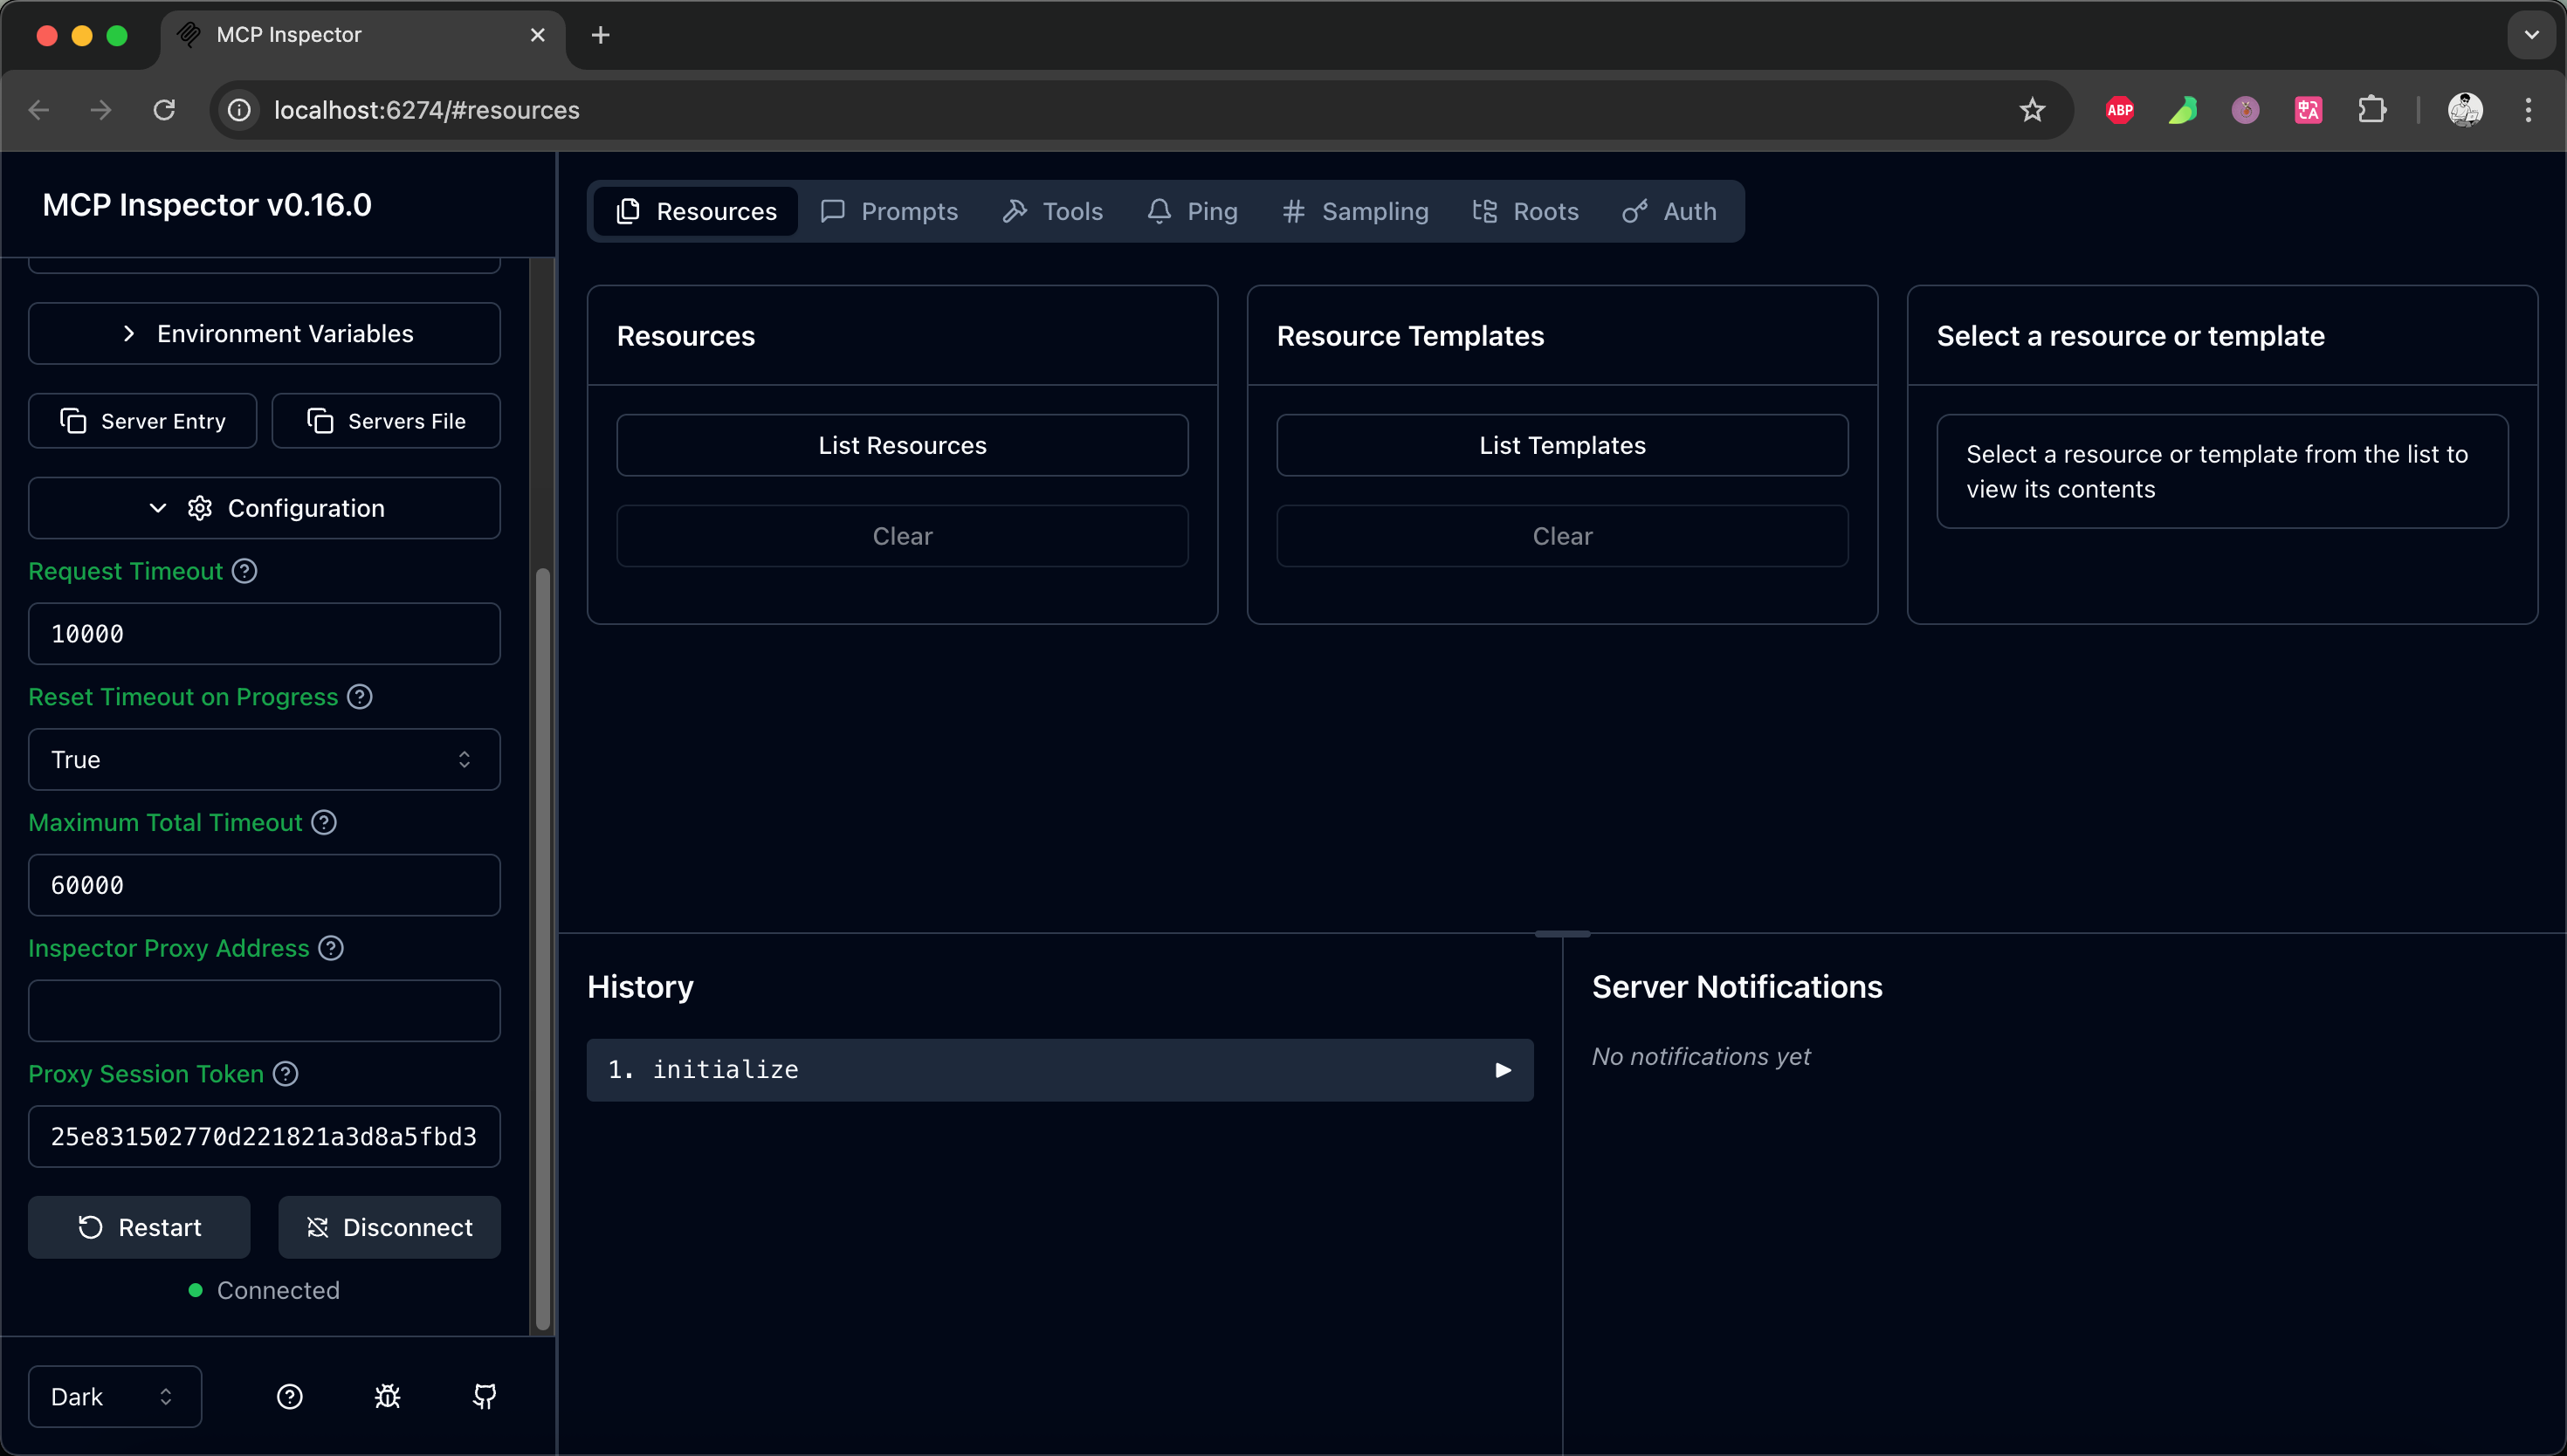 MCP Inspector
localhost:6274/#resources
ABP
中A
MCP Inspector v0.16.0
Environment Variables
Server Entry
Servers File
Configuration
Request Timeout
10000
Reset Timeout on Progress
True
Maximum Total Timeout
60000
Inspector Proxy Address
Proxy Session Token
25e831502770d221821a3d8a5fbd3
Restart
Disconnect
Connected
Dark
Resources
Prompts
Tools
Ping
Sampling
Roots
Auth
Resources
List Resources
Clear
Resource Templates
List Templates
Clear
Select a resource or template
Select a resource or template from the list to
view its contents
History
1. initialize
Server Notifications
No notifications yet